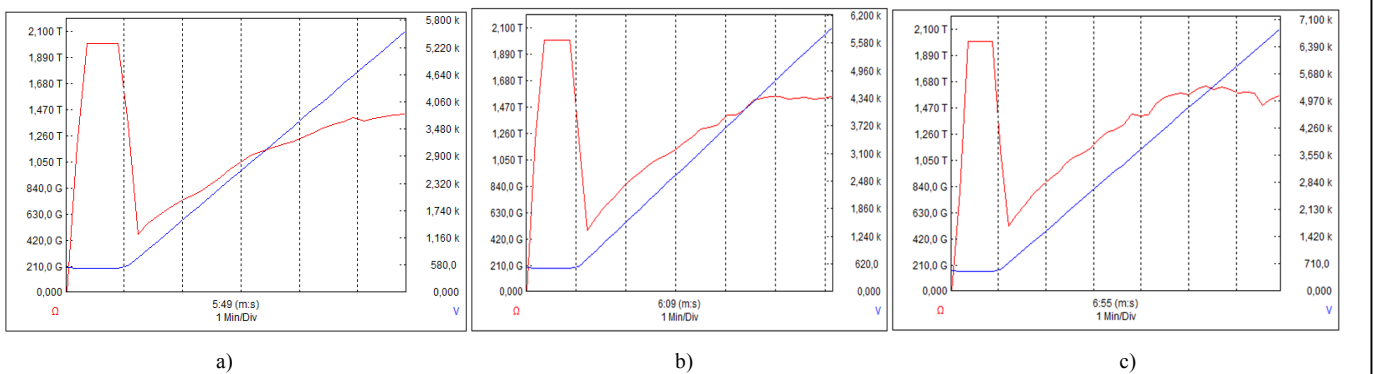 2,100 T
1,890 T
1,680 T
1,470 T
1,260 T
1,050 T
840,0 G
630,0 G
420,0 G
210,0 G
0,000
Ω
5,800 k
5,220 k
4,640 k
4,060 k
3,480 k
2,900 k
2,320 k
1,740 k
1,160 k
580,0
0,000
V
5:49 (m:s)
1 Min/Div
a)
2,100 T
1,890 T
1,680 T
1,470 T
1,260 T
1,050 T
840,0 G
630,0 G
420,0 G
210,0 G
0,000
Ω
6,200 k
5,580 k
4,960 k
4,340 k
3,720 k
3,100 k
2,480 k
1,860 k
1,240 k
620,0
0,000
V
6:09 (m:s)
1 Min/Div
b)
2,100 T
1,890 T
1,680 T
1,470 T
1,260 T
1,050 T
840,0 G
630,0 G
420,0 G
210,0 G
0,000
Ω
7,100 k
6,390 k
5,680 k
4,970 k
4,260 k
3,550 k
2,840 k
2,130 k
1,420 k
710,0
0,000
V
6:55 (m:s)
1 Min/Div
c)